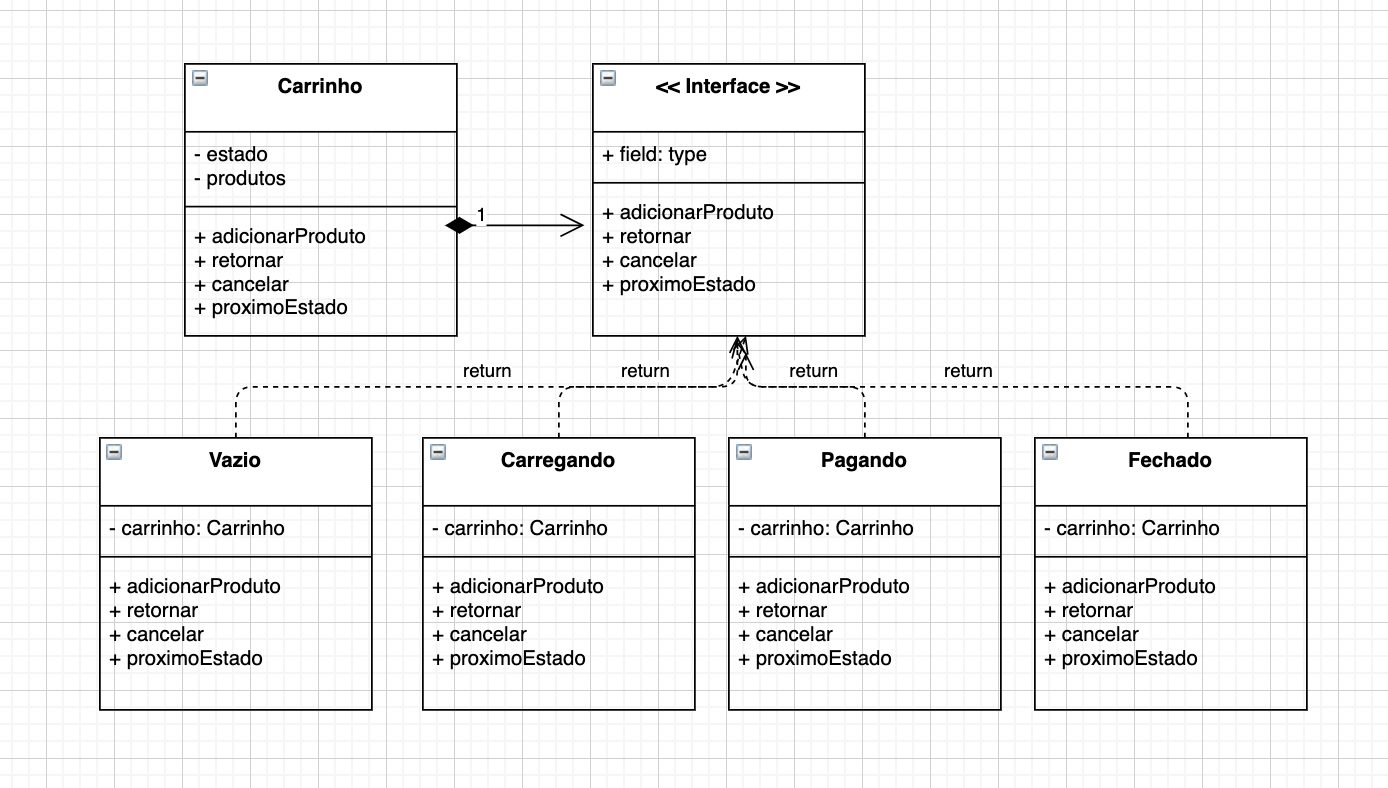 Carrinho
- estado
- produtos
+ adicionarProduto
+ retornar
+ cancelar
+ proximoEstado
1
<< Interface >>
+ field: type
+ adicionarProduto
+ retornar
+ cancelar
+ proximoEstado
return
return
return
return
Vazio
- carrinho: Carrinho
+ adicionarProduto
+ retornar
+ cancelar
+ proximoEstado
Carregando
- carrinho: Carrinho
+ adicionarProduto
+ retornar
+ cancelar
+ proximoEstado
Pagando
- carrinho: Carrinho
+ adicionarProduto
+ retornar
+ cancelar
+ proximoEstado
Fechado
- carrinho: Carrinho
+ adicionarProduto
+ retornar
+ cancelar
+ proximoEstado